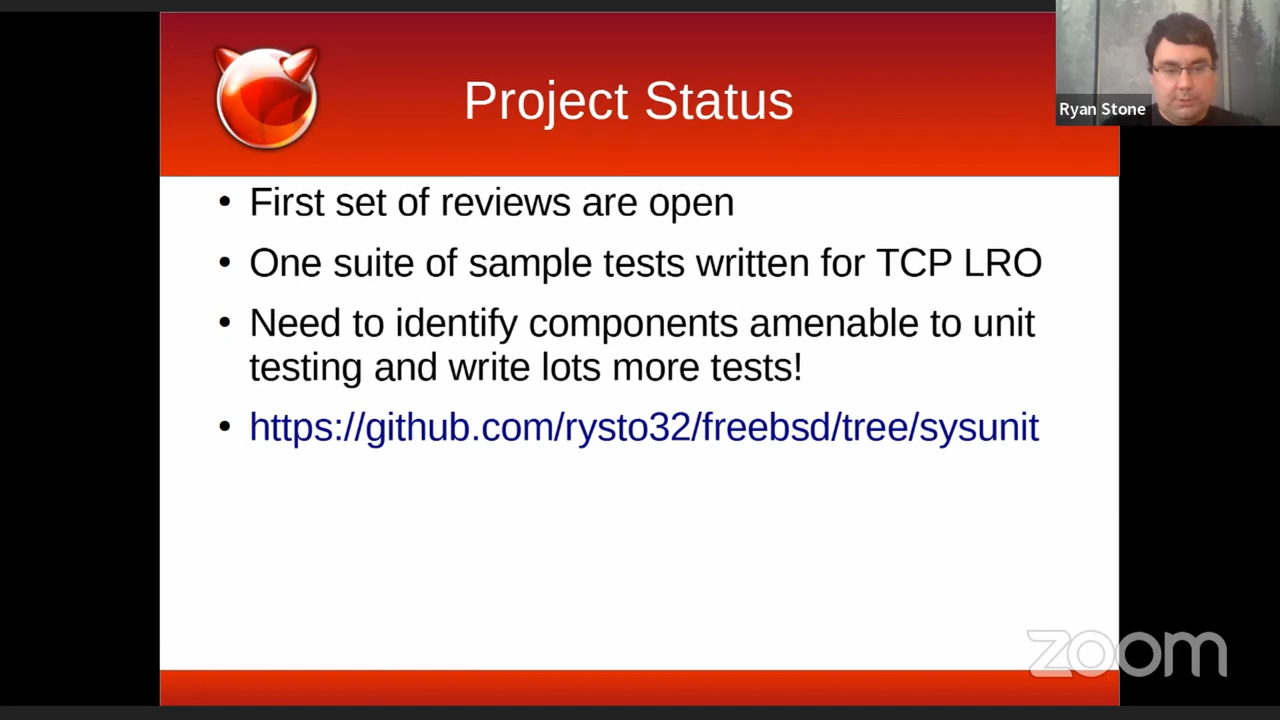 Project Status
Ryan Stone
• First set of reviews are open
• One suite of sample tests written for TCP LRO
• Need to identify components amenable to unit
testing and write lots more tests!
• https://github.com/rysto32/freebsd/tree/sysunit
zoom